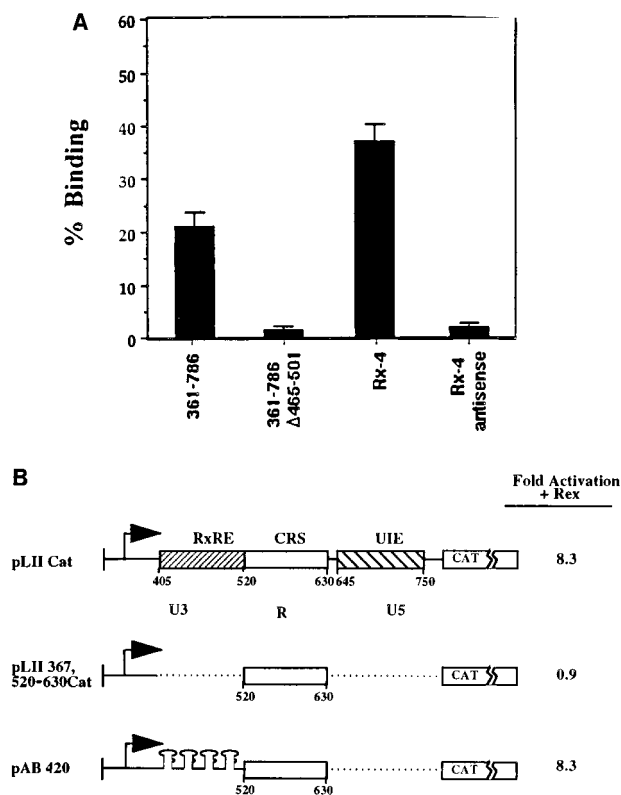 A
% Binding
60
50
40
30
20
10
0
361-786
361-786
Δ465-501
Rx-4
Rx-4
antisense
B
Fold Activation
+ Rex
pLII Cat
RxRE
CRS
UIE
CAT
8.3
405
520
630
645
750
U3
R
U5
pLII 367,
520-630Cat
CAT
0.9
520
630
pAB 420
CAT
8.3
520
630